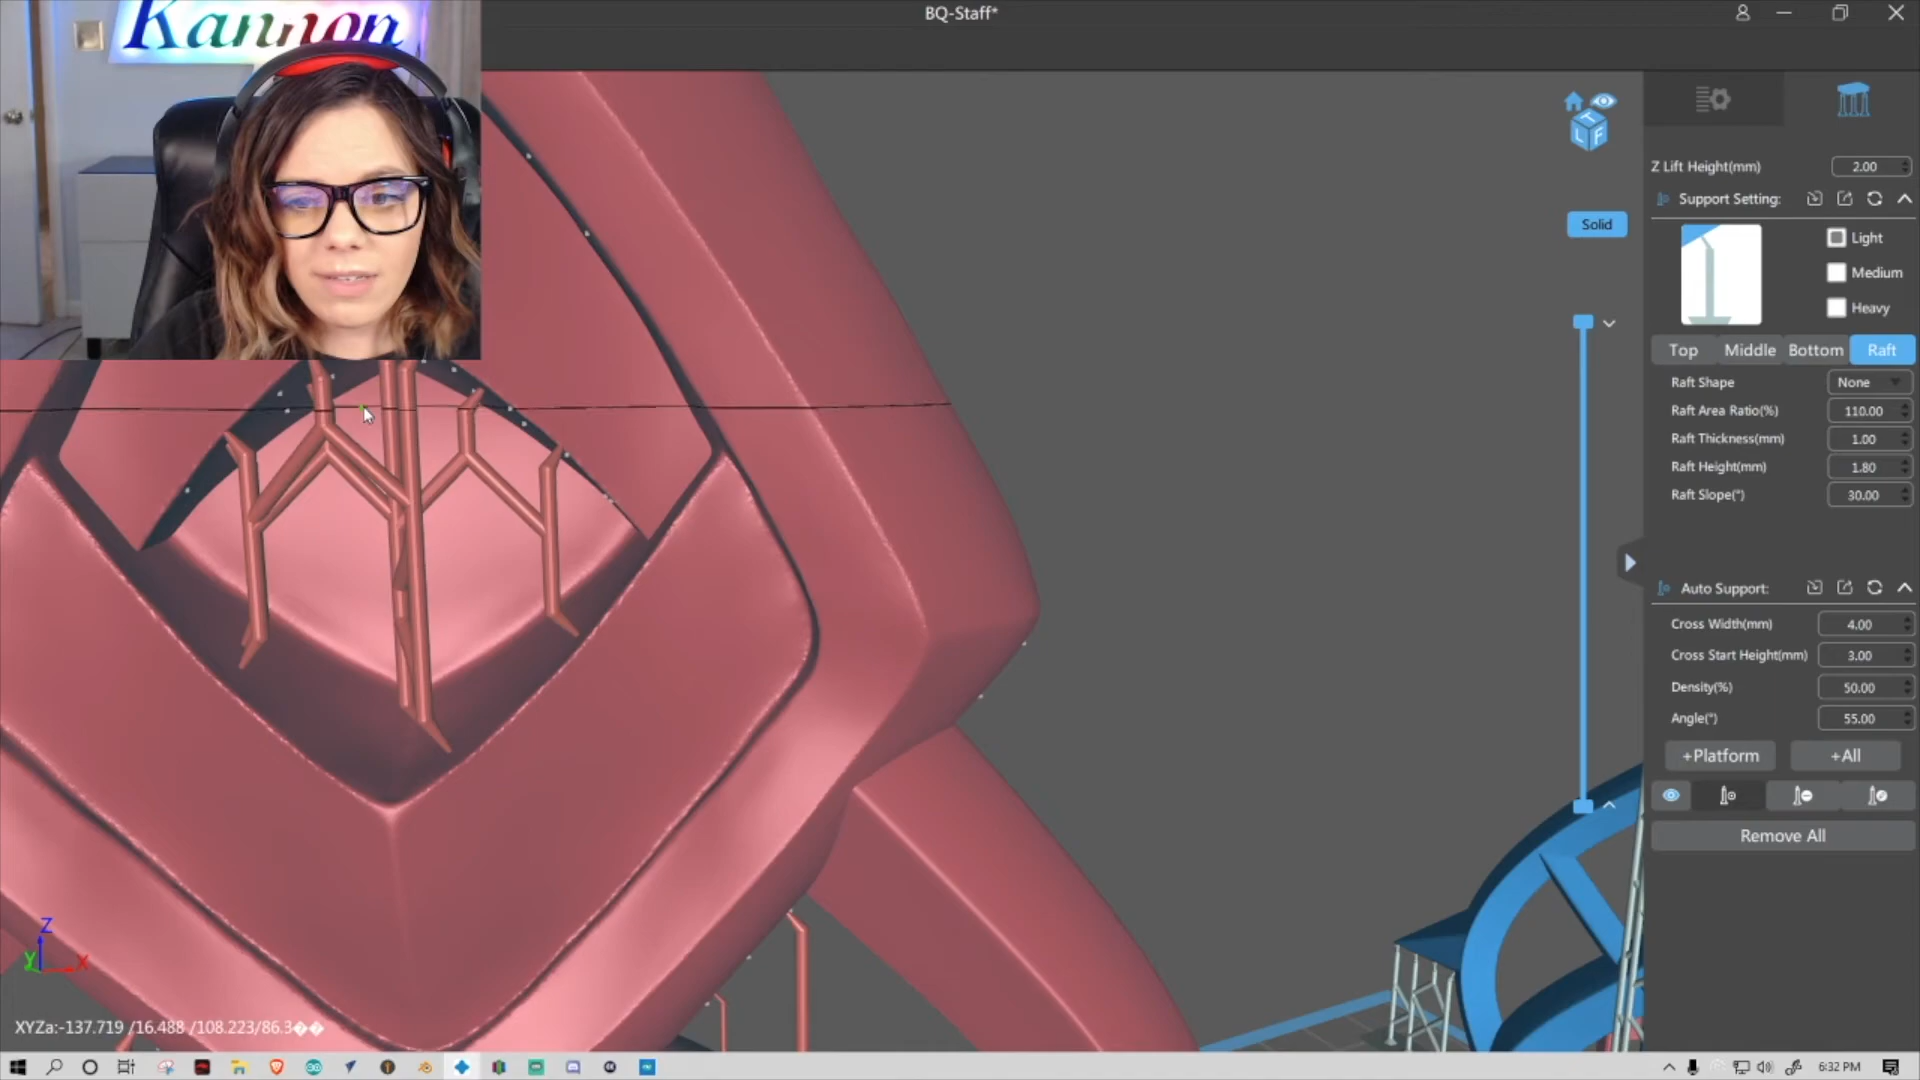 Kannon
BQ-Staff*
Z Lift Height(mm) 2.00
Support Setting:
Light
Medium
Heavy
Solid
Top Middle Bottom Raft
Raft Shape None
Raft Area Ratio(%) 110.00
Raft Thickness(mm) 1.00
Raft Height(mm) 1.80
Raft Slope(°) 30.00
Auto Support:
Cross Width(mm) 4.00
Cross Start Height(mm) 3.00
Density(%) 50.00
Angle(°) 55.00
+Platform +All
Remove All
T
L F
Z
Y X
XYZa:-137.719 /16.488 /108.223/86.3��
6:32 PM